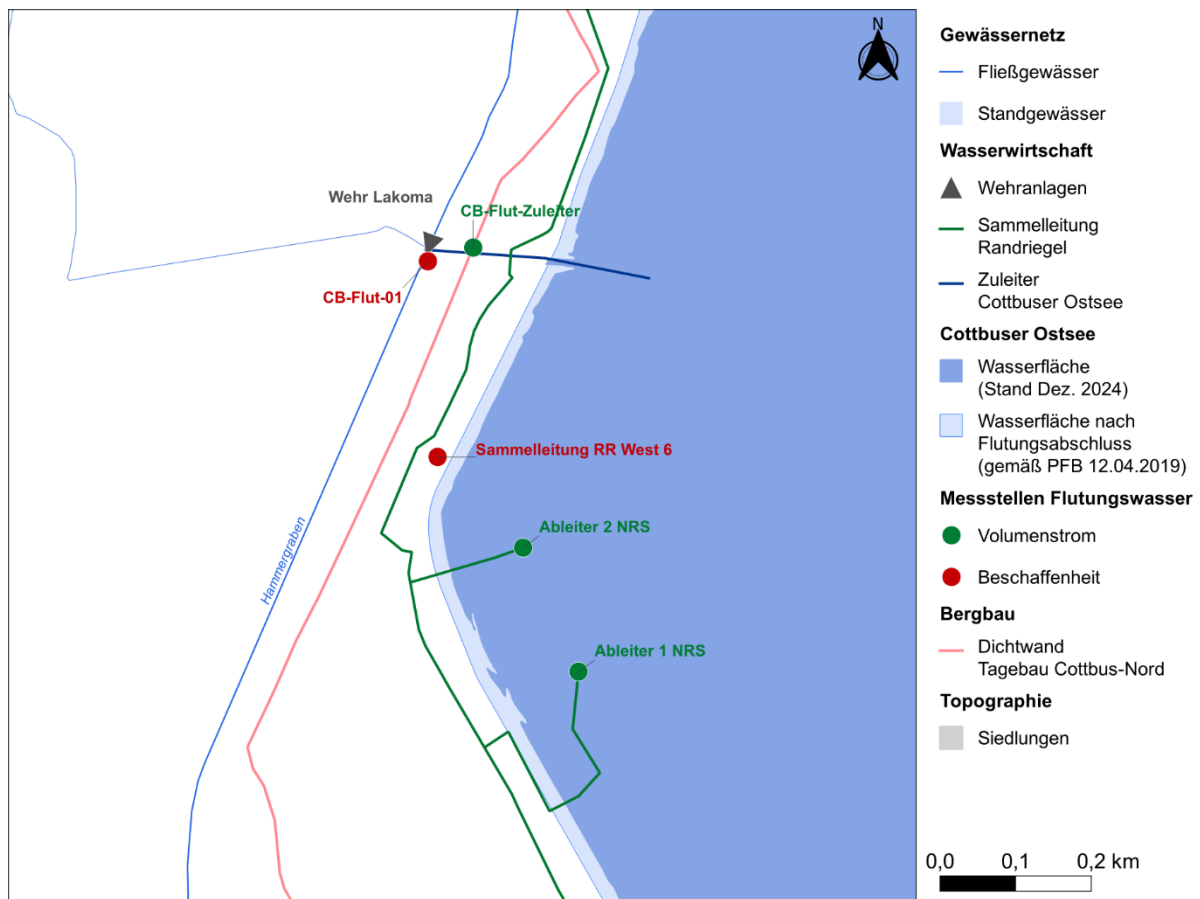 N
Wehr Lakoma
CB-Flut-Zuleiter
CB-Flut-01
Sammelleitung RR West 6
Ableiter 2 NRS
Hammergraben
Ableiter 1 NRS
Gewässernetz
Fließgewässer
Standgewässer
Wasserwirtschaft
Wehranlagen
Sammelleitung
Randriegel
Zuleiter
Cottbuser Ostsee
Cottbuser Ostsee
Wasserfläche
(Stand Dez. 2024)
Wasserfläche nach
Flutungsabschluss
(gemäß PFB 12.04.2019)
Messstellen Flutungswasser
Volumenstrom
Beschaffenheit
Bergbau
Dichtwand
Tagebau Cottbus-Nord
Topographie
Siedlungen
0,0 0,1 0,2 km